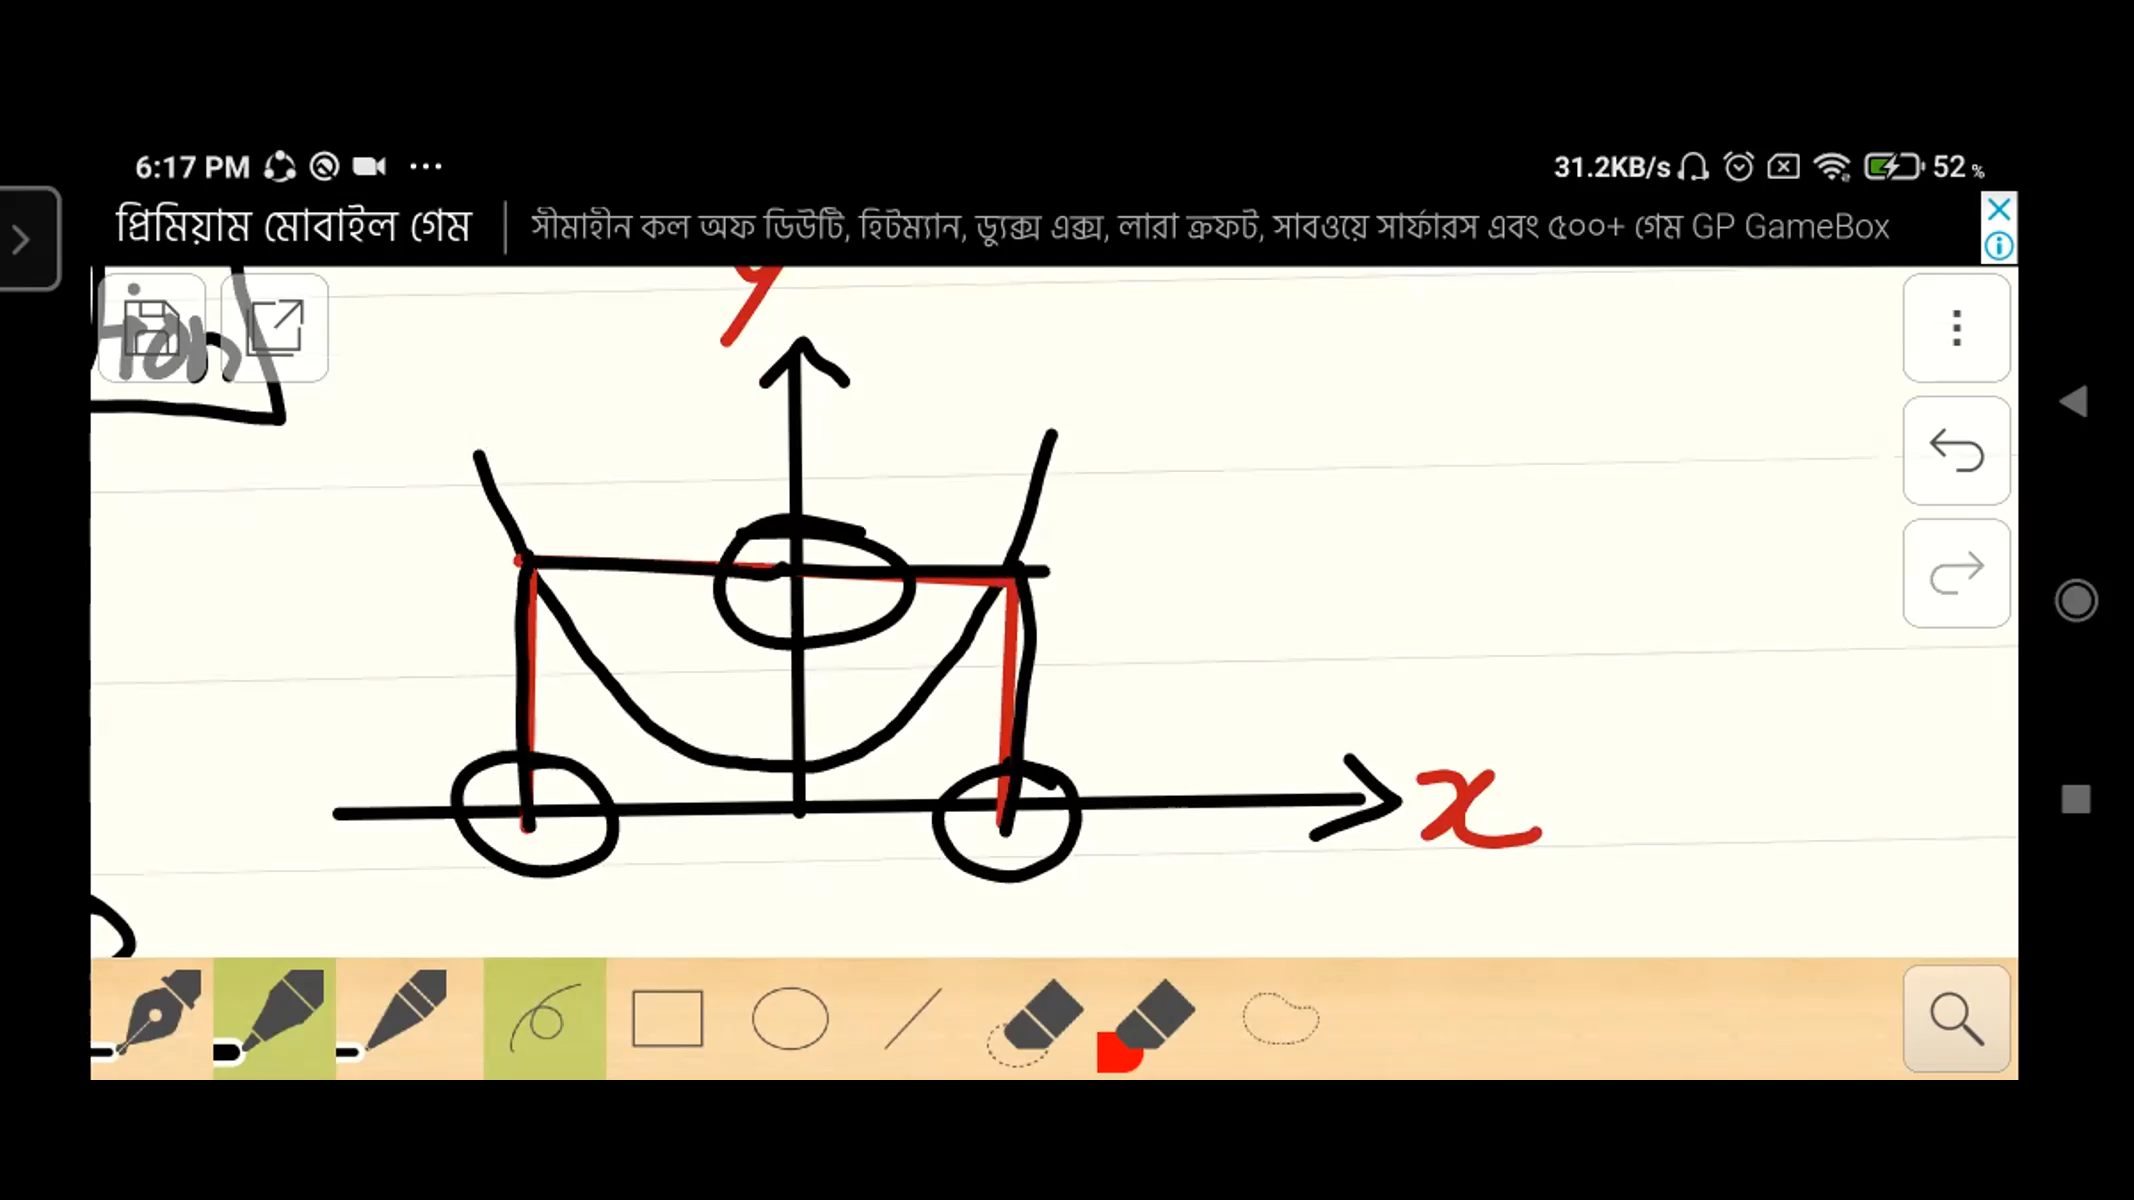 6:17 PM 31.2KB/s 52 %
প্রিমিয়াম মোবাইল গেম | সীমাহীন কল অফ ডিউটি, হিটম্যান, ড্যুক্স এক্স, লারা ক্রফট, সাবওয়ে সার্ফারস এবং ৫০০+ গেম GP GameBox
y
x